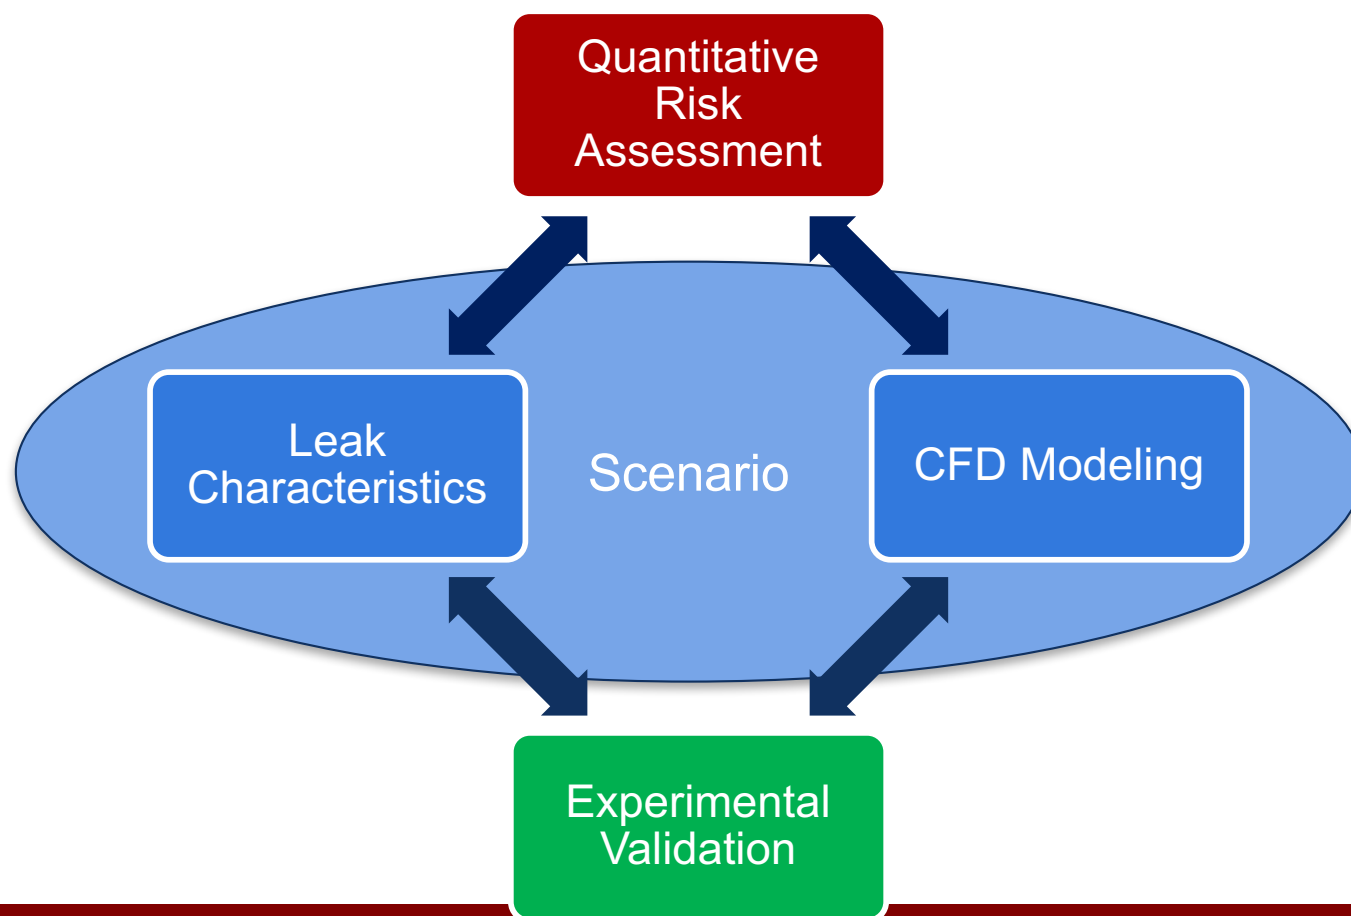 Quantitative
Risk
Assessment
Leak
Characteristics
Scenario
CFD Modeling
Experimental
Validation